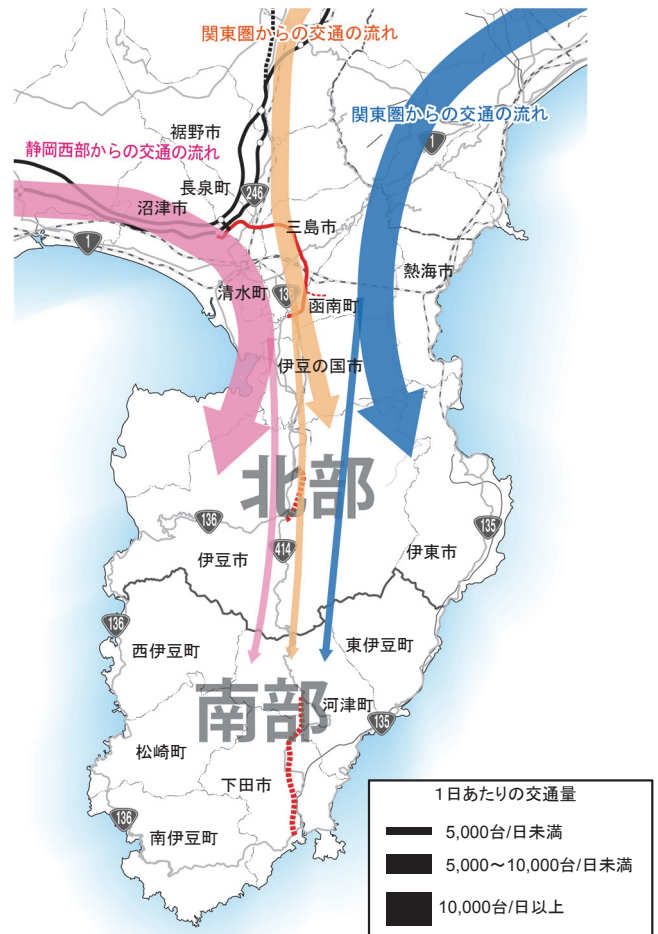 関東圏からの交通の流れ
関東圏からの交通の流れ
裾野市
1
静岡西部からの交通の流れ
長泉町
246
沼津市
三島市
1
熱海市
清水町
136
函南町
伊豆の国市
北部
136
135
414
伊豆市
伊東市
136
西伊豆町
東伊豆町
南部
河津町
135
松崎町
下田市
136
南伊豆町
1日あたりの交通量
5,000台/日未満
5,000～10,000台/日未満
10,000台/日以上